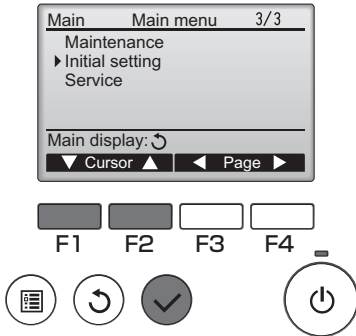 Main Main menu 3/3
Maintenance
Initial setting
Service
Main display:
Cursor Page
F1 F2 F3 F4